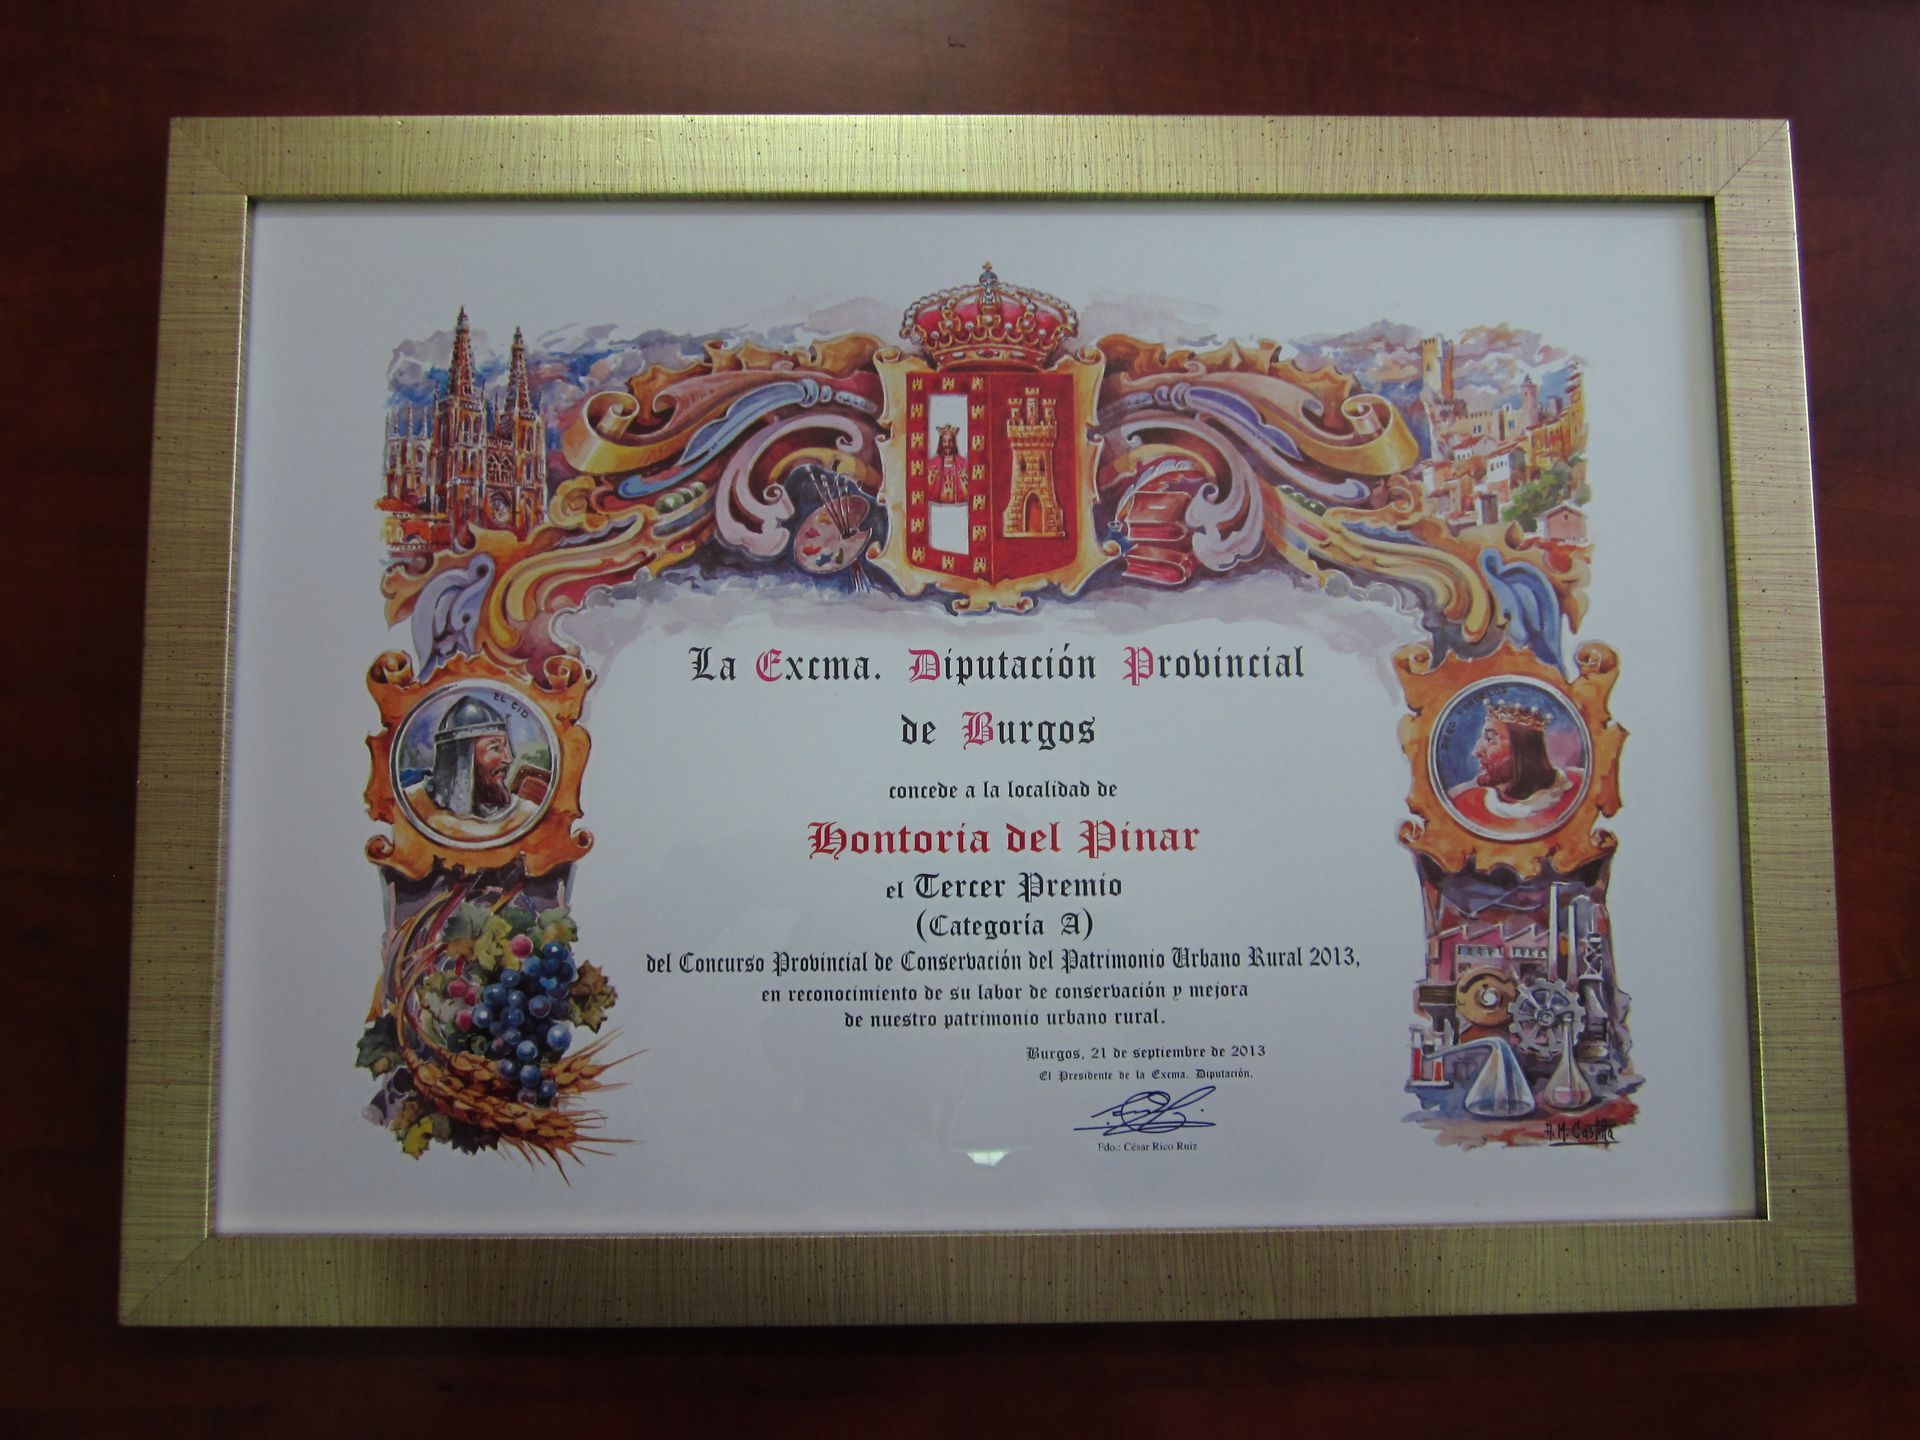 La Excma. Diputación Provincial
de Burgos
concede a la localidad de
Hontoria del Pinar
el Tercer Premio
(Categoría A)
del Concurso Provincial de Conservación del Patrimonio Urbano Rural 2013,
en reconocimiento de su labor de conservación y mejora
de nuestro patrimonio urbano rural.
Burgos, 21 de septiembre de 2013
El Presidente de la Excma. Diputación,
Fdo.: César Rico Ruiz
EL CID
DIEGO PORCELOS
A. M. Castilla